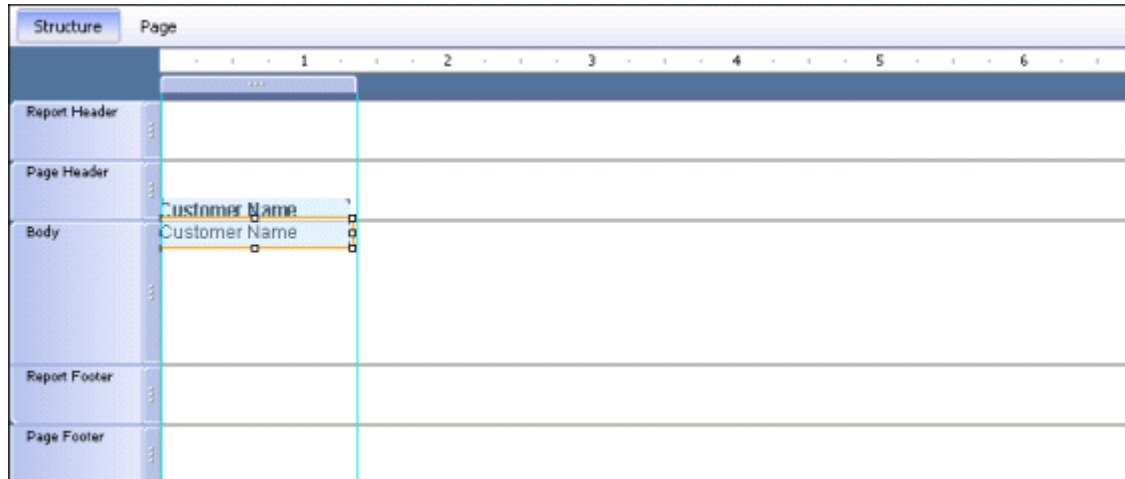 Structure Page
1 2 3 4 5 6
Report Header
Page Header
Customer Name
Body
Customer Name
Report Footer
Page Footer